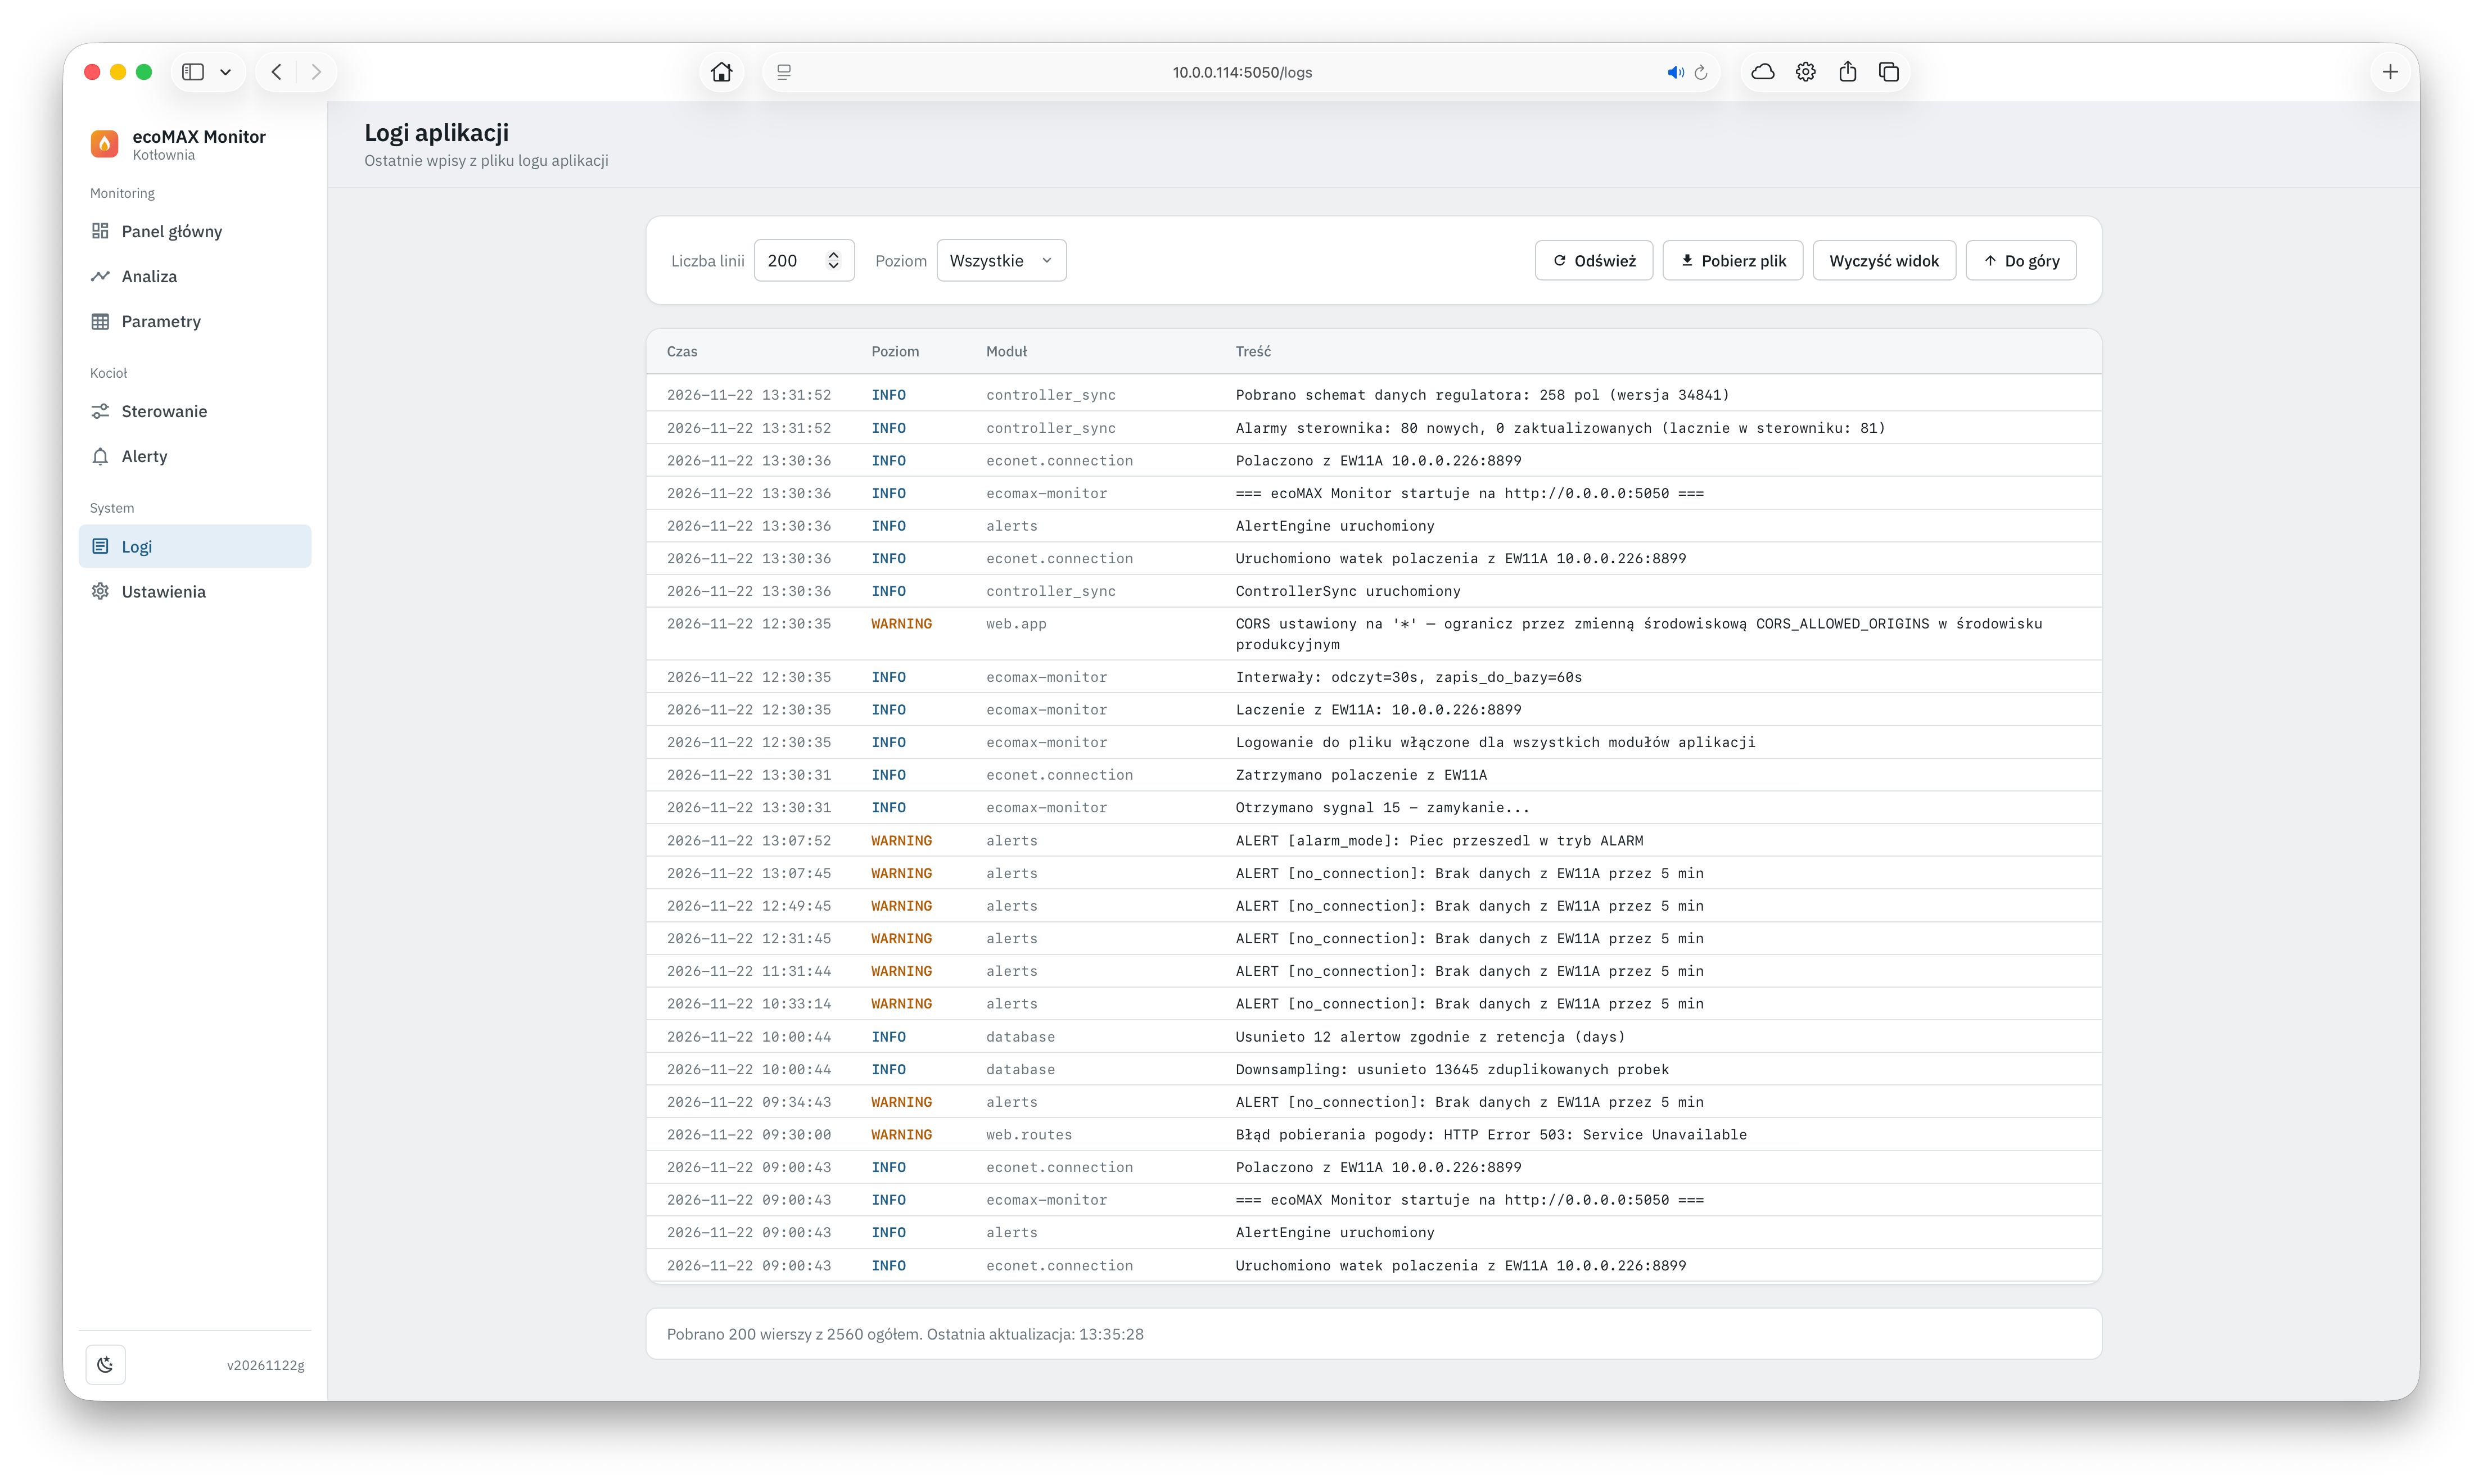 10.0.0.114:5050/logs
ecoMAX Monitor
Kotłownia
Monitoring
Panel główny
Analiza
Parametry
Kocioł
Sterowanie
Alerty
System
Logi
Ustawienia
v20261122g
Logi aplikacji
Ostatnie wpisy z pliku logu aplikacji
Liczba linii 200 Poziom Wszystkie Odśwież Pobierz plik Wyczyść widok Do góry
Czas Poziom Moduł Treść
2026-11-22 13:31:52 INFO controller_sync Pobrano schemat danych regulatora: 258 pol (wersja 34841)
2026-11-22 13:31:52 INFO controller_sync Alarmy sterownika: 80 nowych, 0 zaktualizowanych (lacznie w sterowniku: 81)
2026-11-22 13:30:36 INFO econet.connection Polaczono z EW11A 10.0.0.226:8899
2026-11-22 13:30:36 INFO ecomax-monitor === ecoMAX Monitor startuje na http://0.0.0.0:5050 ===
2026-11-22 13:30:36 INFO alerts AlertEngine uruchomiony
2026-11-22 13:30:36 INFO econet.connection Uruchomiono watek polaczenia z EW11A 10.0.0.226:8899
2026-11-22 13:30:36 INFO controller_sync ControllerSync uruchomiony
2026-11-22 12:30:35 WARNING web.app CORS ustawiony na '*' — ogranicz przez zmienną środowiskową CORS_ALLOWED_ORIGINS w środowisku
produkcyjnym
2026-11-22 12:30:35 INFO ecomax-monitor Interwały: odczyt=30s, zapis_do_bazy=60s
2026-11-22 12:30:35 INFO ecomax-monitor Laczenie z EW11A: 10.0.0.226:8899
2026-11-22 12:30:35 INFO ecomax-monitor Logowanie do pliku włączone dla wszystkich modułów aplikacji
2026-11-22 13:30:31 INFO econet.connection Zatrzymano polaczenie z EW11A
2026-11-22 13:30:31 INFO ecomax-monitor Otrzymano sygnal 15 — zamykanie...
2026-11-22 13:07:52 WARNING alerts ALERT [alarm_mode]: Piec przeszedl w tryb ALARM
2026-11-22 13:07:45 WARNING alerts ALERT [no_connection]: Brak danych z EW11A przez 5 min
2026-11-22 12:49:45 WARNING alerts ALERT [no_connection]: Brak danych z EW11A przez 5 min
2026-11-22 12:31:45 WARNING alerts ALERT [no_connection]: Brak danych z EW11A przez 5 min
2026-11-22 11:31:44 WARNING alerts ALERT [no_connection]: Brak danych z EW11A przez 5 min
2026-11-22 10:33:14 WARNING alerts ALERT [no_connection]: Brak danych z EW11A przez 5 min
2026-11-22 10:00:44 INFO database Usunieto 12 alertow zgodnie z retencja (days)
2026-11-22 10:00:44 INFO database Downsampling: usunieto 13645 zduplikowanych probek
2026-11-22 09:34:43 WARNING alerts ALERT [no_connection]: Brak danych z EW11A przez 5 min
2026-11-22 09:30:00 WARNING web.routes Błąd pobierania pogody: HTTP Error 503: Service Unavailable
2026-11-22 09:00:43 INFO econet.connection Polaczono z EW11A 10.0.0.226:8899
2026-11-22 09:00:43 INFO ecomax-monitor === ecoMAX Monitor startuje na http://0.0.0.0:5050 ===
2026-11-22 09:00:43 INFO alerts AlertEngine uruchomiony
2026-11-22 09:00:43 INFO econet.connection Uruchomiono watek polaczenia z EW11A 10.0.0.226:8899
Pobrano 200 wierszy z 2560 ogółem. Ostatnia aktualizacja: 13:35:28